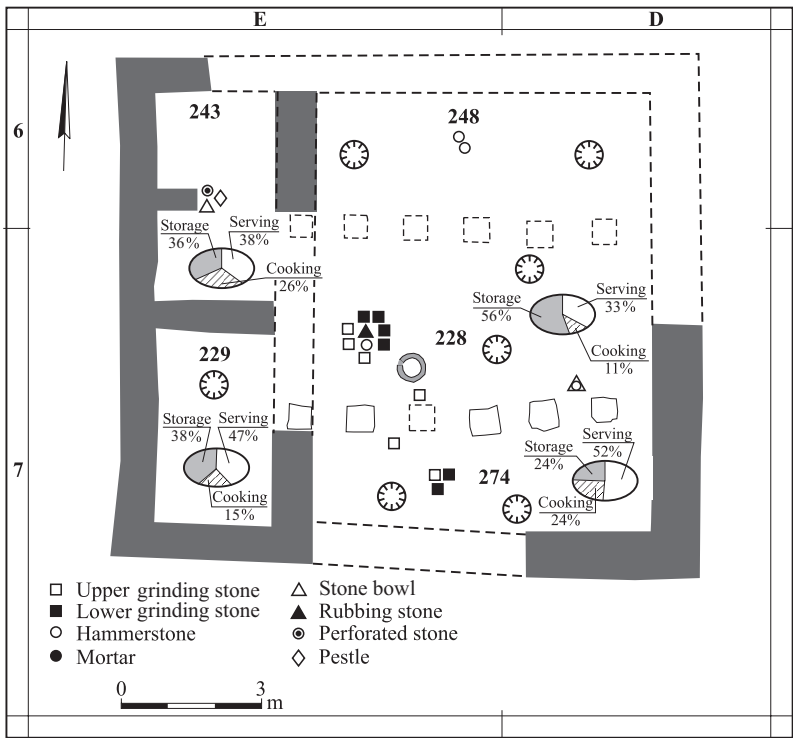 E D
6
243
248
Storage 36%
Serving 38%
Cooking 26%
Storage 56%
Serving 33%
Cooking 11%
228
229
Storage 38%
Serving 47%
Cooking 15%
7
274
Storage 24%
Serving 52%
Cooking 24%
Upper grinding stone
Lower grinding stone
Hammerstone
Mortar
Stone bowl
Rubbing stone
Perforated stone
Pestle
0 3
m